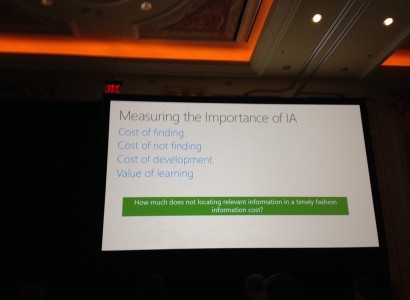 Measuring the Importance of IA
Cost of finding
Cost of not finding
Cost of development
Value of learning
How much does not locating relevant information in a timely fashion
information cost?